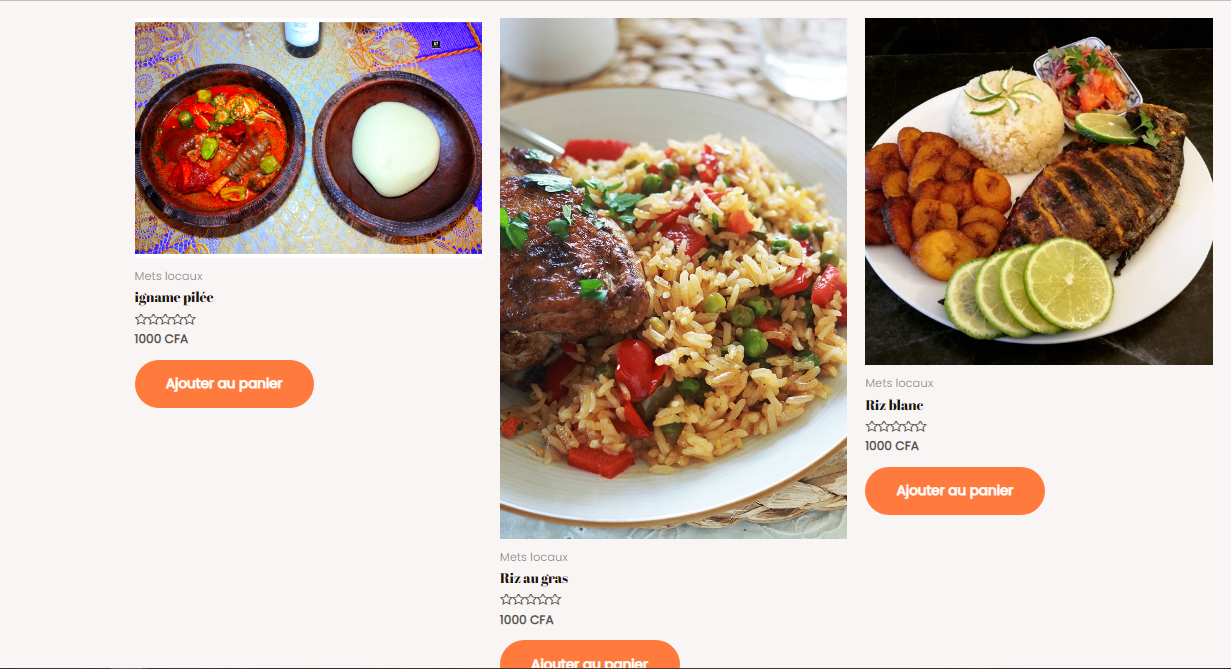 Mets locaux
igname pilée
1000 CFA
Ajouter au panier
Mets locaux
Riz au gras
1000 CFA
Ajouter au panier
Mets locaux
Riz blanc
1000 CFA
Ajouter au panier